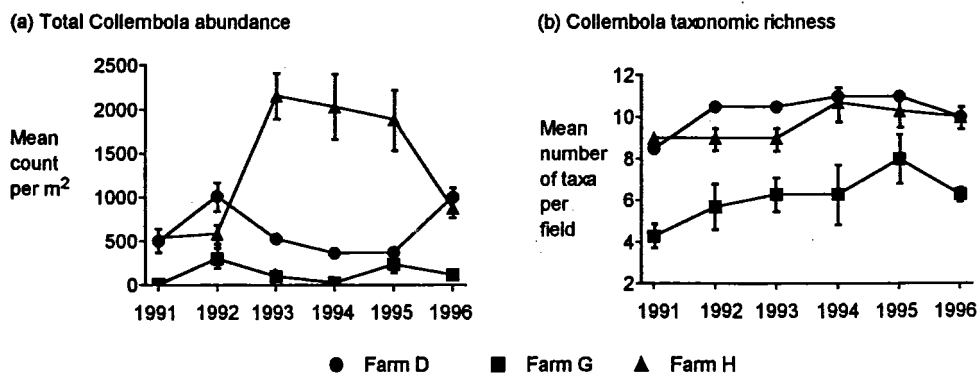 (a) Total Collembola abundance
Mean
count
per m²
2500
2000
1500
1000
500
0
1991 1992 1993 1994 1995 1996
(b) Collembola taxonomic richness
Mean
number
of taxa
per
field
12
10
8
6
4
2
1991 1992 1993 1994 1995 1996
Farm D Farm G Farm H